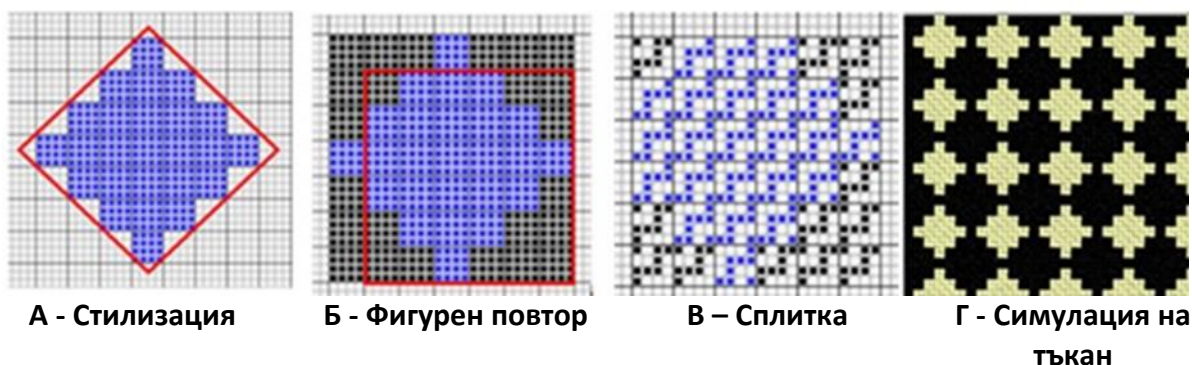 А - Стилизация
Б - Фигурен повтор
В – Сплитка
Г - Симулация на
тъкан